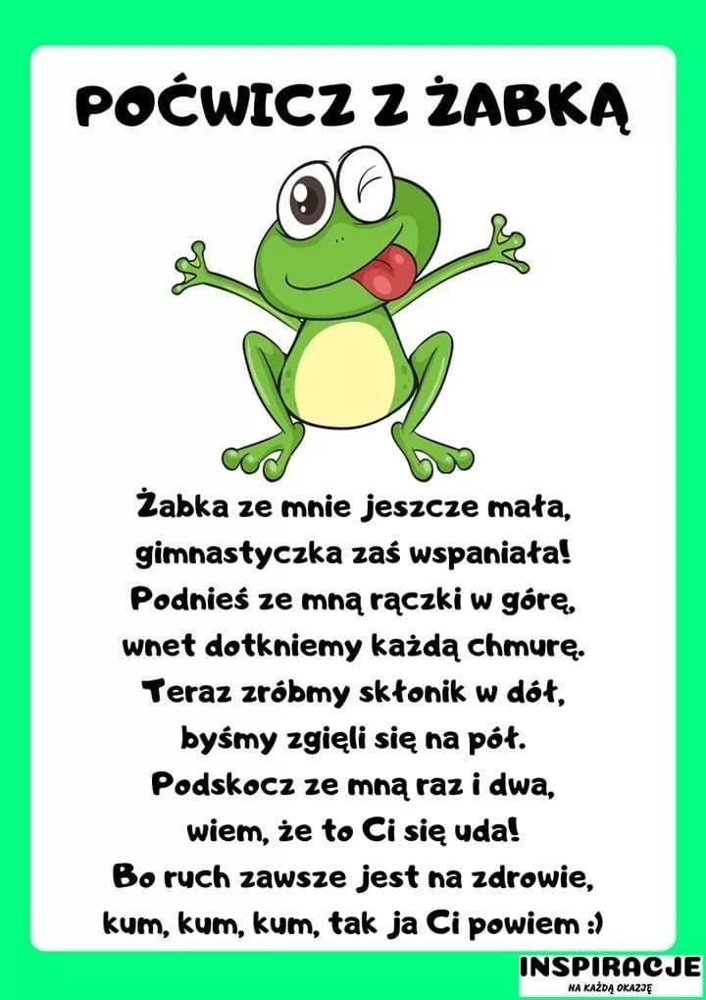 POĆWICZ Z ŻABKĄ
Żabka ze mnie jeszcze mała,
gimnastyczka zaś wspaniała!
Podnieś ze mną rączki w górę,
wnet dotkniemy każdą chmurę.
Teraz zróbmy skłonik w dół,
byśmy zgięli się na pół.
Podskocz ze mną raz i dwa,
wiem, że to Ci się uda!
Bo ruch zawsze jest na zdrowie,
kum, kum, kum, tak ja Ci powiem :)
INSPIRACJE
NA KAŻDĄ OKAZJĘ